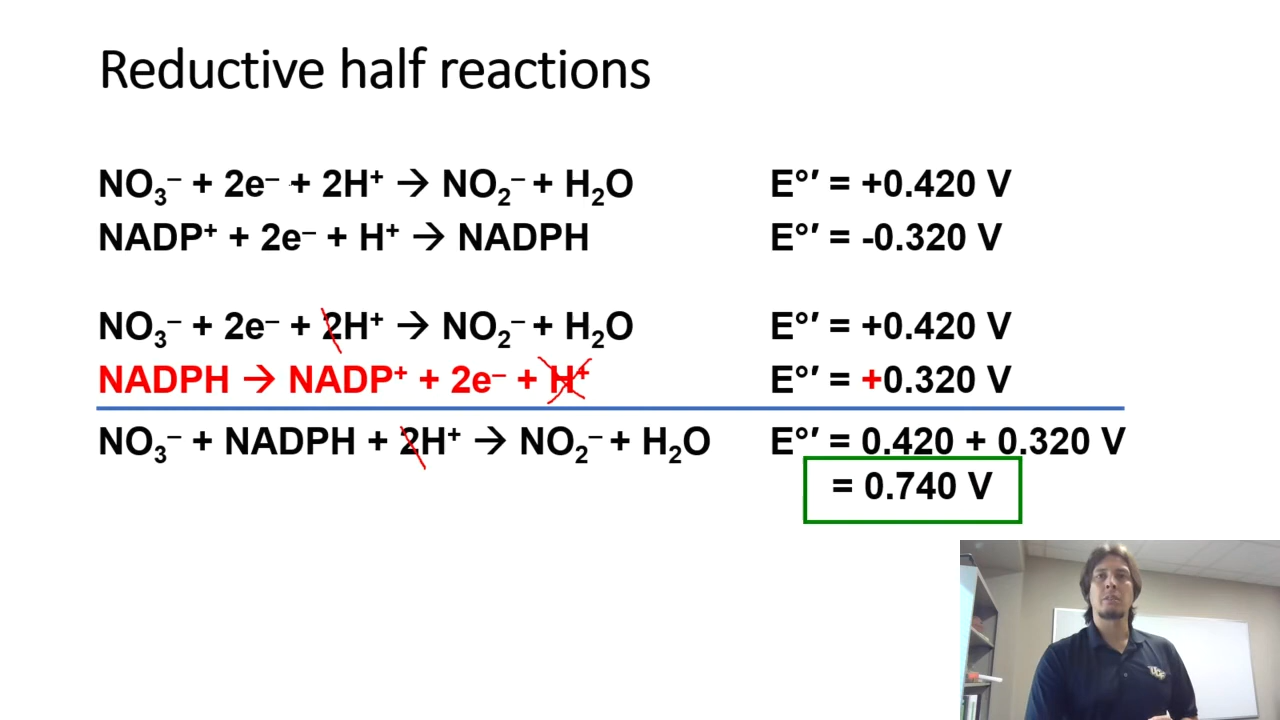 Reductive half reactions
NO₃⁻ + 2e⁻ + 2H⁺ → NO₂⁻ + H₂O E°′ = +0.420 V
NADP⁺ + 2e⁻ + H⁺ → NADPH E°′ = -0.320 V
NO₃⁻ + 2e⁻ + 2H⁺ → NO₂⁻ + H₂O E°′ = +0.420 V
NADPH → NADP⁺ + 2e⁻ + H⁺ E°′ = +0.320 V
NO₃⁻ + NADPH + 2H⁺ → NO₂⁻ + H₂O E°′ = 0.420 + 0.320 V
= 0.740 V